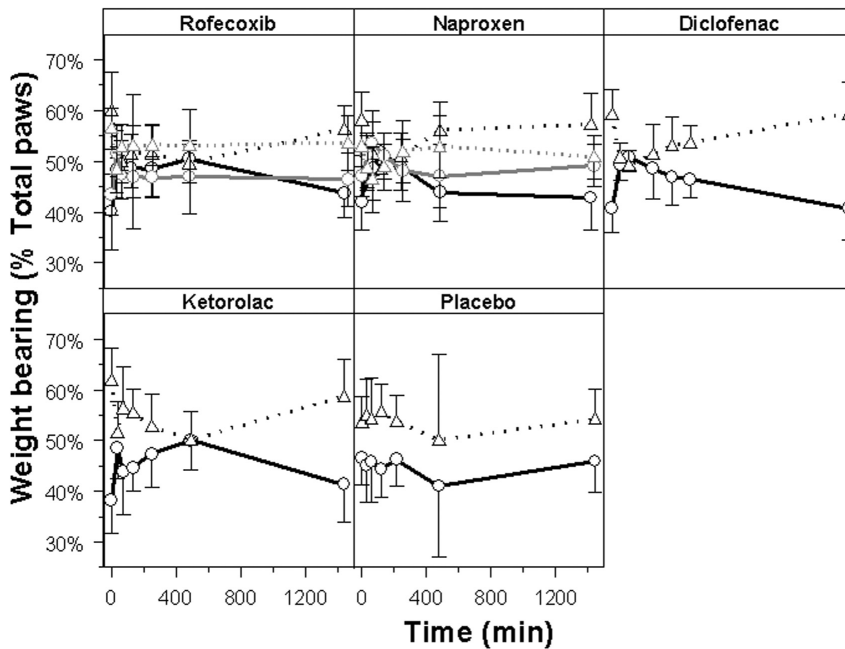 Rofecoxib Naproxen Diclofenac
70%
60%
50%
40%
30%
Ketorolac Placebo
70%
60%
50%
40%
30%
0 400 800 1200 0 400 800 1200
Time (min)
Weight bearing (% Total paws)